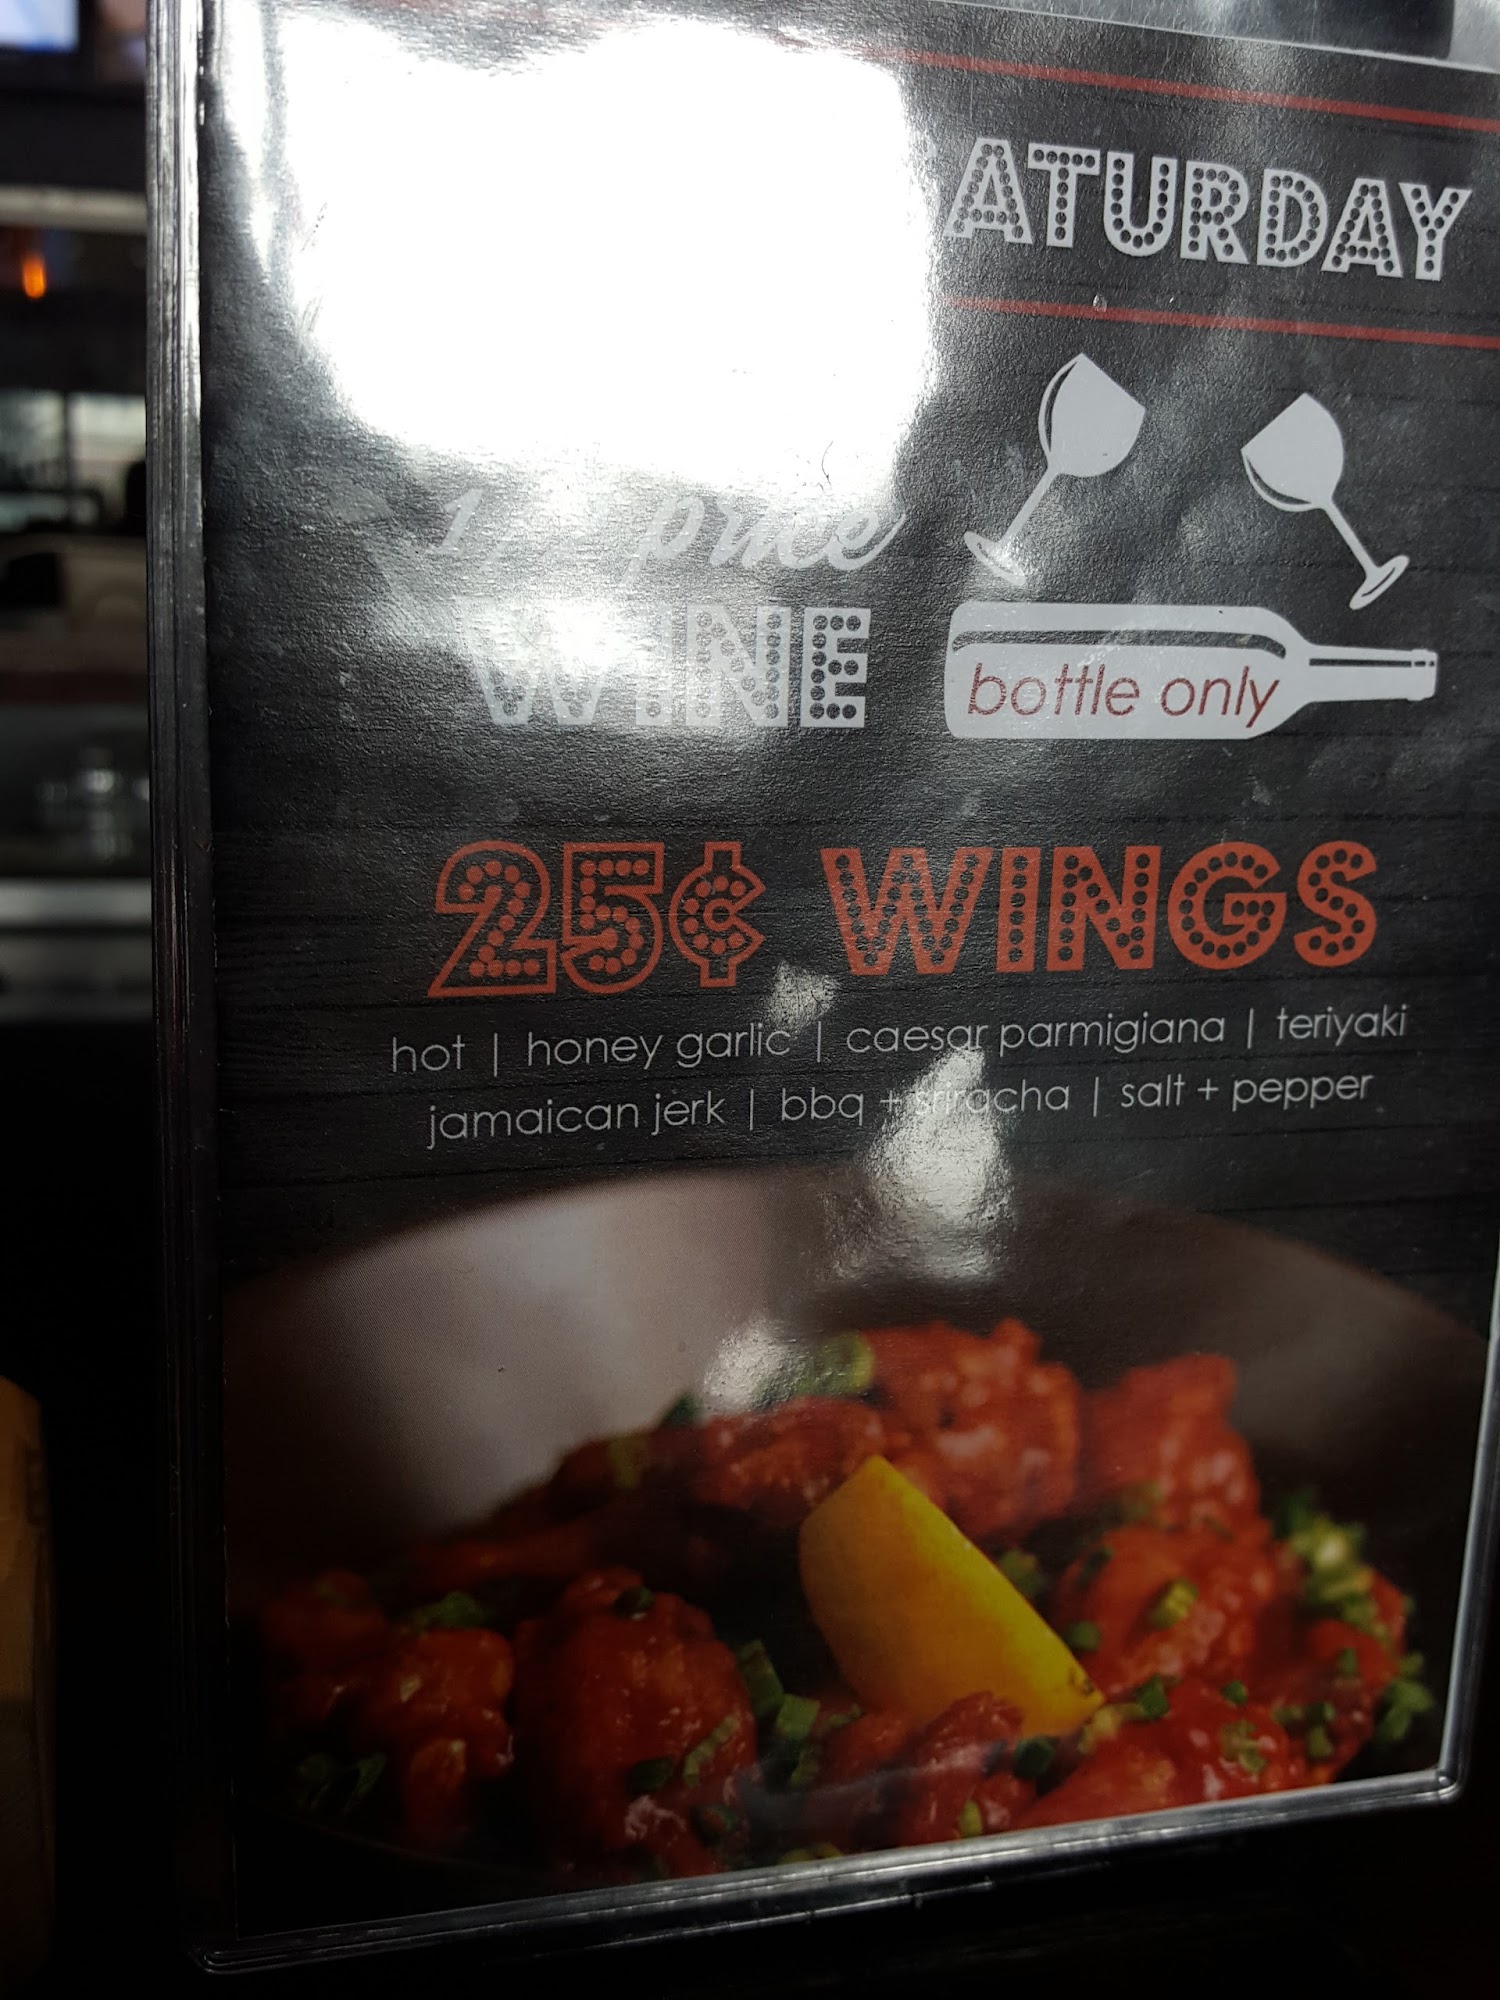 ATURDAY
price
WINE
bottle only
25¢ WINGS
hot | honey garlic | caesar parmigiana | teriyaki
jamaican jerk | bbq + sriracha | salt + pepper